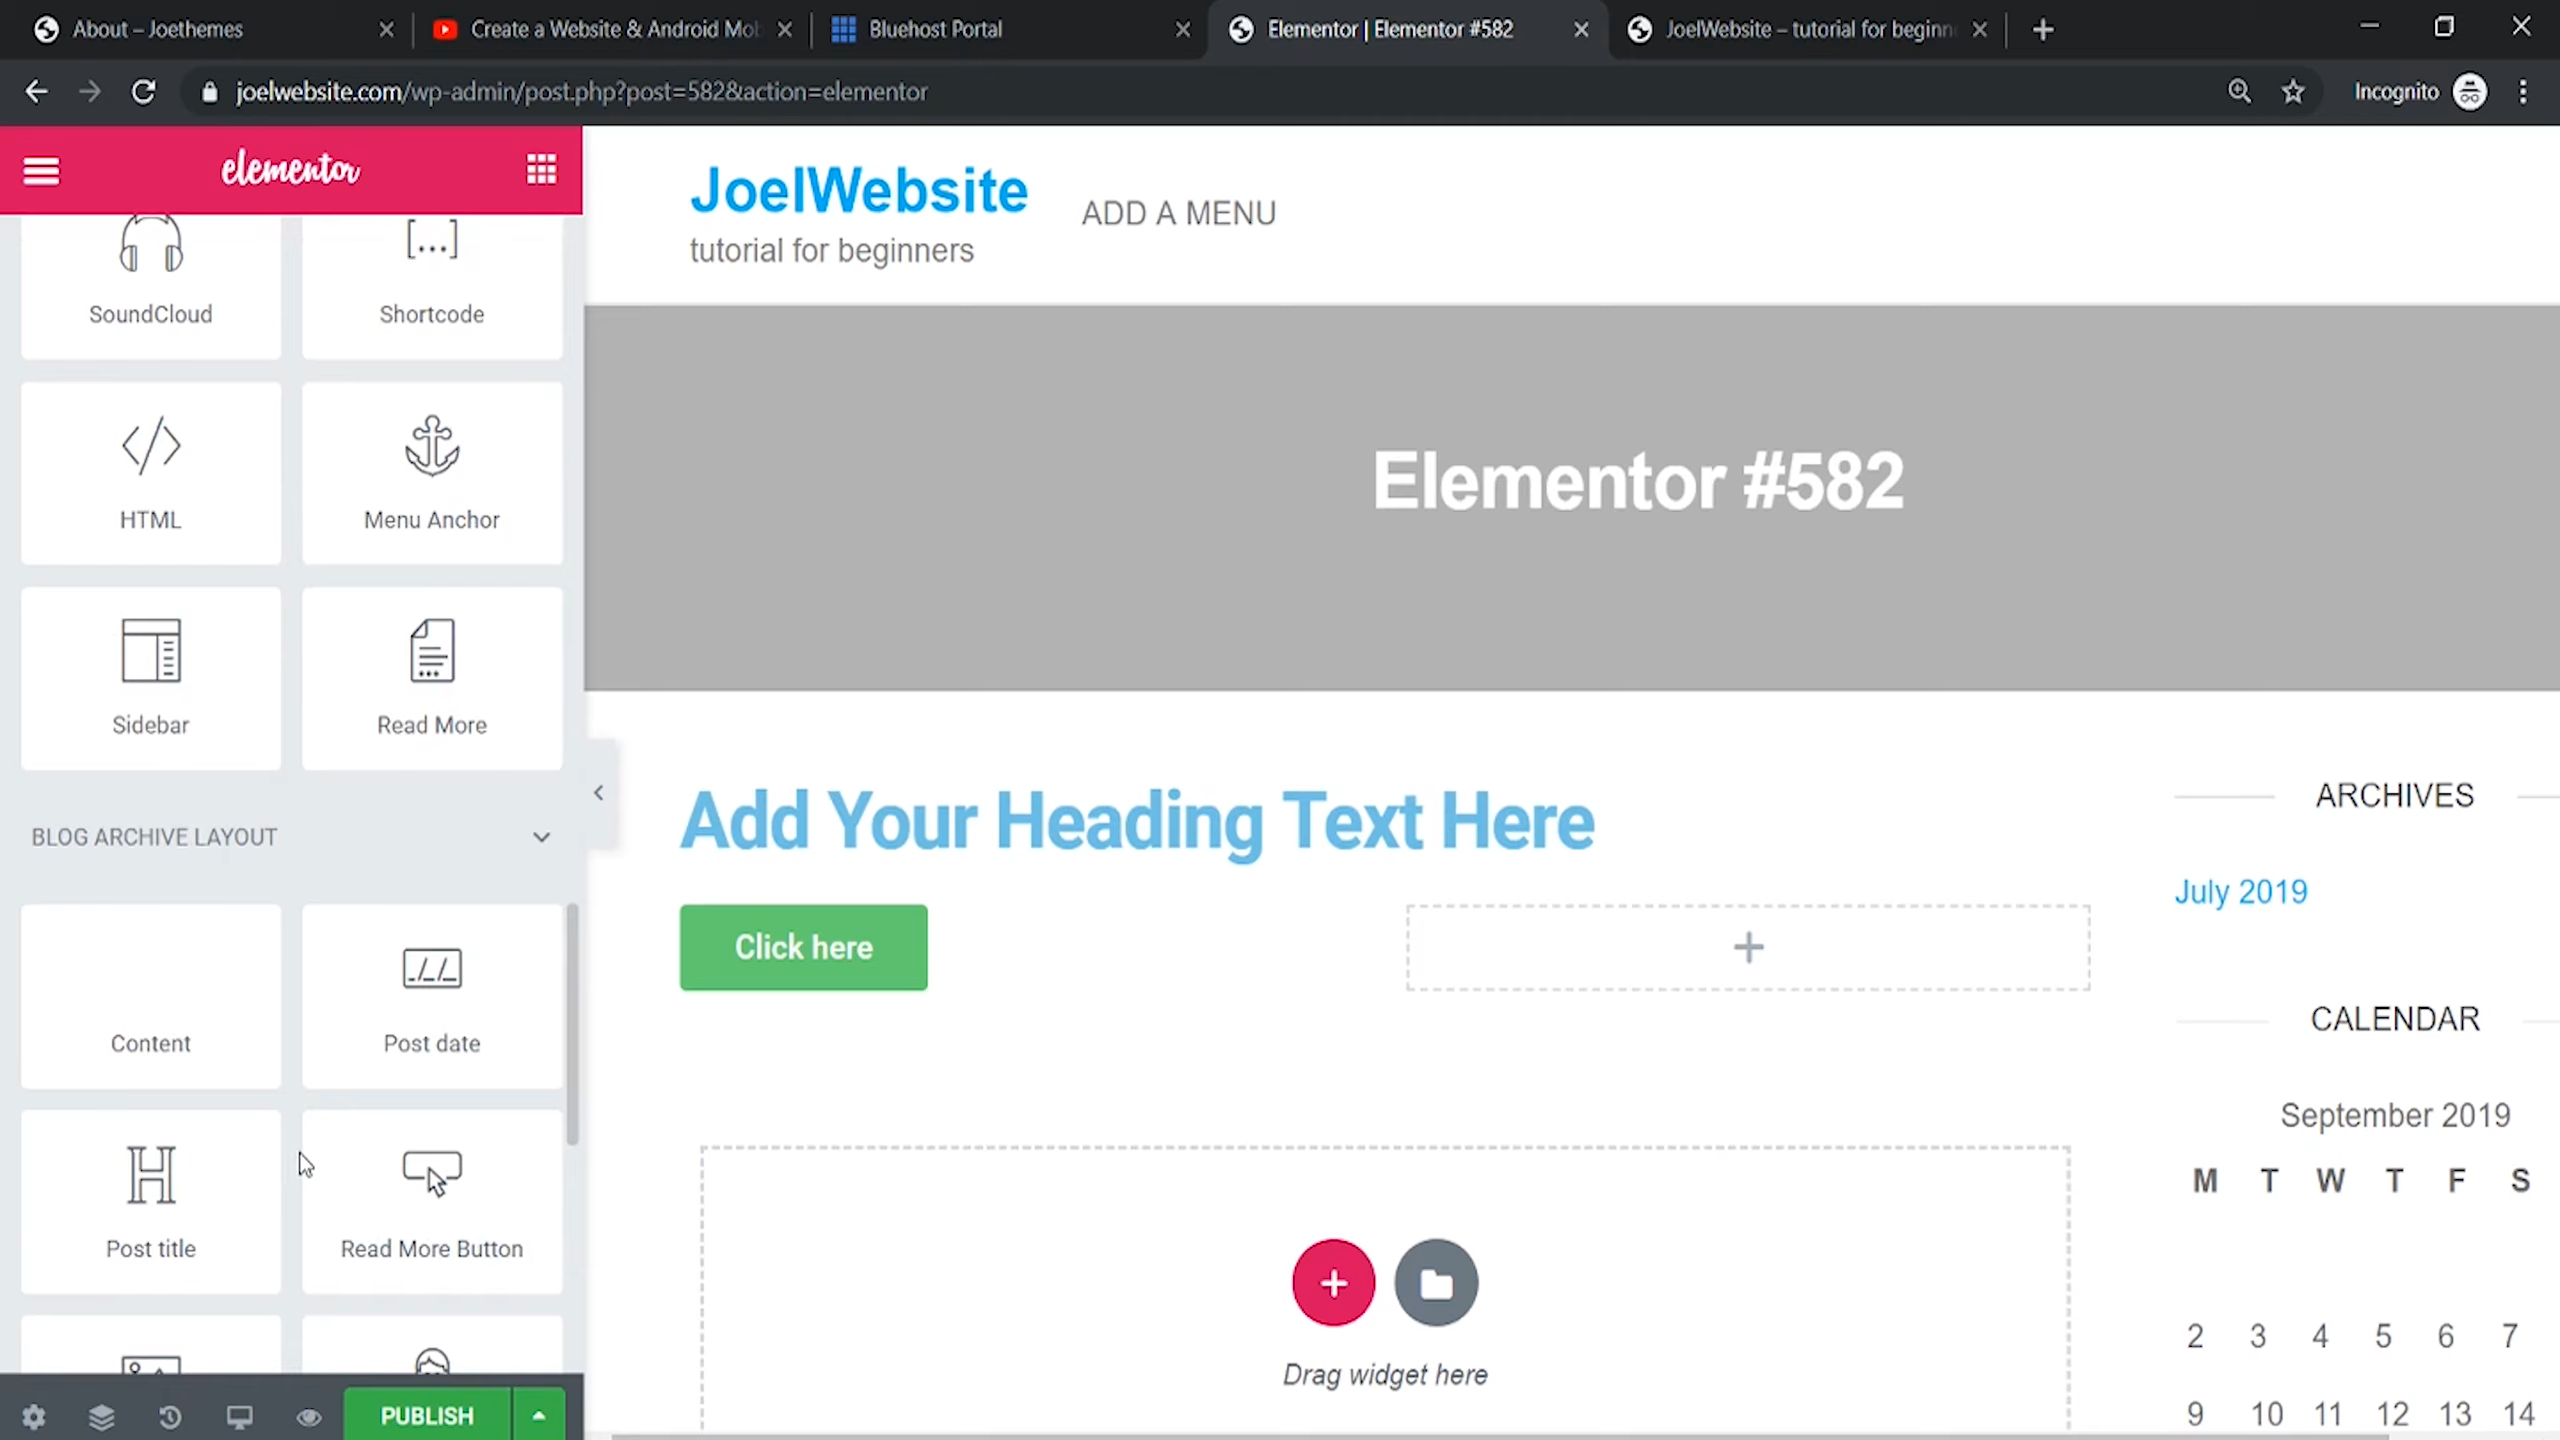 About – Joethemes
Create a Website & Android Mob
Bluehost Portal
Elementor | Elementor #582
JoelWebsite – tutorial for beginn
joelwebsite.com/wp-admin/post.php?post=582&action=elementor
Incognito
elementor
SoundCloud
Shortcode
HTML
Menu Anchor
Sidebar
Read More
BLOG ARCHIVE LAYOUT
Content
Post date
Post title
Read More Button
PUBLISH
JoelWebsite
ADD A MENU
tutorial for beginners
Elementor #582
Add Your Heading Text Here
Click here
Drag widget here
ARCHIVES
July 2019
CALENDAR
September 2019
M T W T F S
2 3 4 5 6 7
9 10 11 12 13 14